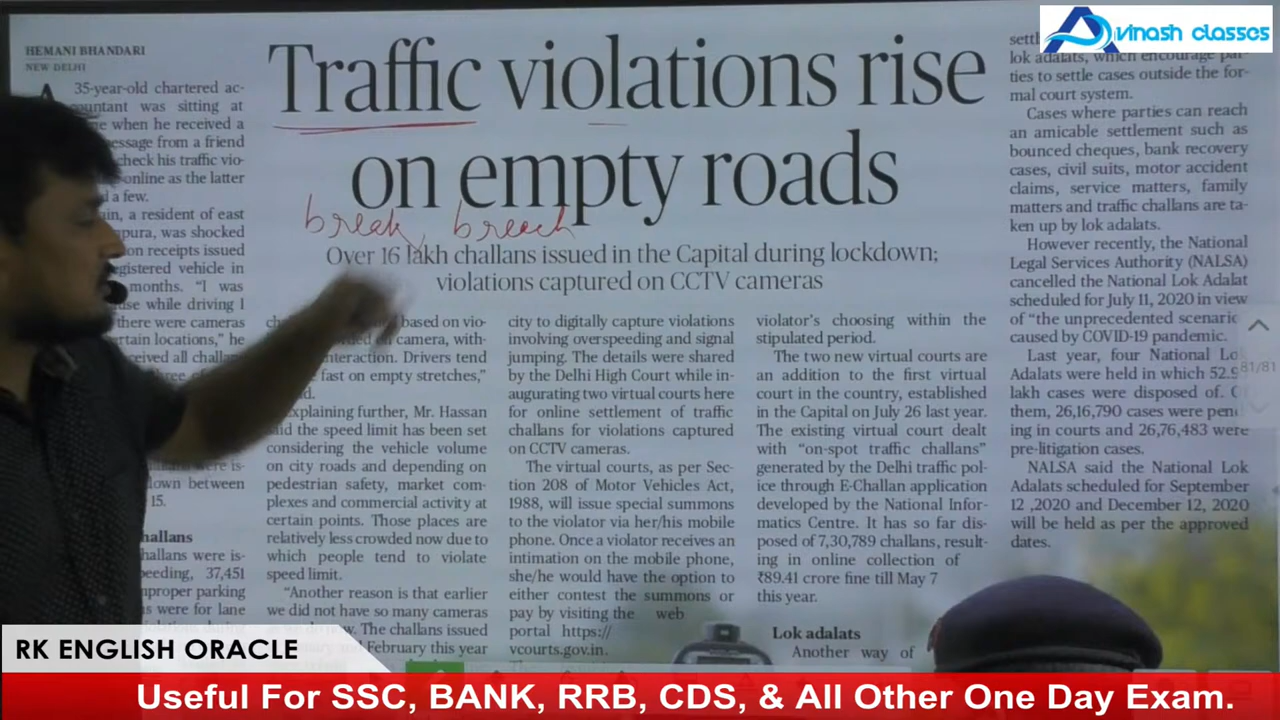 Avinash classes
HEMANI BHANDARI
NEW DELHI
Traffic violations rise
on empty roads
break, breach
Over 16 lakh challans issued in the Capital during lockdown;
violations captured on CCTV cameras
A 35-year-old chartered ac-
countant was sitting at
when he received a
message from a friend
check his traffic vio-
online as the latter
a few.
a resident of east
pura, was shocked
on receipts issued
registered vehicle in
months. "I was
use while driving I
there were cameras
certain locations," he
received all challans
were is-
down between
15.
hallans
hallans were is-
peeding, 37,451
mproper parking
s were for lane
based on vio-
camera, with-
interaction. Drivers tend
fast on empty stretches,"
Explaining further, Mr. Hassan
said the speed limit has been set
considering the vehicle volume
on city roads and depending on
pedestrian safety, market com-
plexes and commercial activity at
certain points. Those places are
relatively less crowded now due to
which people tend to violate
speed limit.
"Another reason is that earlier
we did not have so many cameras
as we do now. The challans issued
February this year
city to digitally capture violations
involving overspeeding and signal
jumping. The details were shared
by the Delhi High Court while in-
augurating two virtual courts here
for online settlement of traffic
challans for violations captured
on CCTV cameras.
The virtual courts, as per Sec-
tion 208 of Motor Vehicles Act,
1988, will issue special summons
to the violator via her/his mobile
phone. Once a violator receives an
intimation on the mobile phone,
she/he would have the option to
either contest the summons or
pay by visiting the web
portal https://
vcourts.gov.in.
violator's choosing within the
stipulated period.
The two new virtual courts are
an addition to the first virtual
court in the country, established
in the Capital on July 26 last year.
The existing virtual court dealt
with "on-spot traffic challans"
generated by the Delhi traffic pol-
ice through E-Challan application
developed by the National Infor-
matics Centre. It has so far dis-
posed of 7,30,789 challans, result-
ing in online collection of
₹89.41 crore fine till May 7
this year.
Lok adalats
Another way of
lok adalats, which encourage par-
ties to settle cases outside the for-
mal court system.
Cases where parties can reach
an amicable settlement such as
bounced cheques, bank recovery
cases, civil suits, motor accident
claims, service matters, family
matters and traffic challans are ta-
ken up by lok adalats.
However recently, the National
Legal Services Authority (NALSA)
cancelled the National Lok Adalat
scheduled for July 11, 2020 in view
of "the unprecedented scenario
caused by COVID-19 pandemic.
Last year, four National Lok
Adalats were held in which 52.9
lakh cases were disposed of. Of
them, 26,16,790 cases were pend
ing in courts and 26,76,483 were
pre-litigation cases.
NALSA said the National Lok
Adalats scheduled for September
12 ,2020 and December 12, 2020
will be held as per the approved
dates.
81/81
RK ENGLISH ORACLE
Useful For SSC, BANK, RRB, CDS, & All Other One Day Exam.